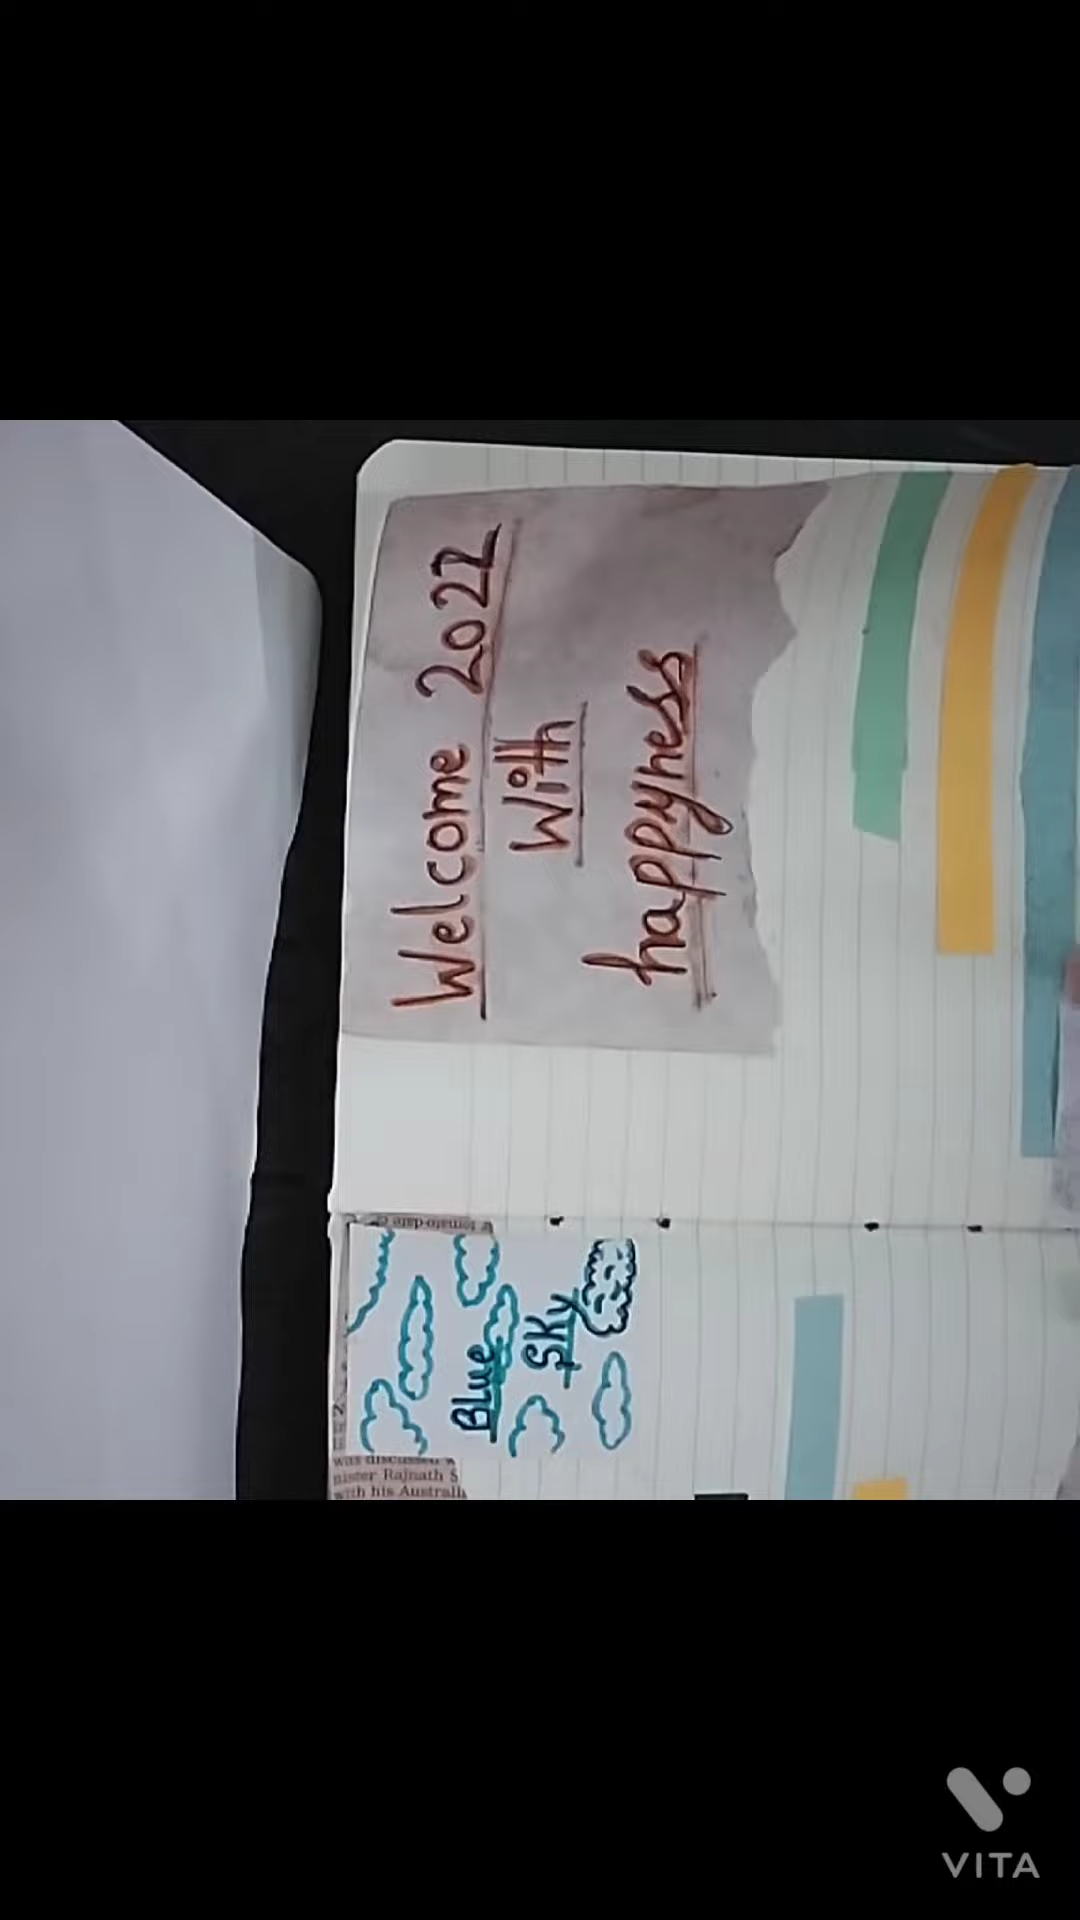 Welcome 2022
With
happyness
Blue
SKy
was discussed w
nister Rajnath S
with his Australi
VITA